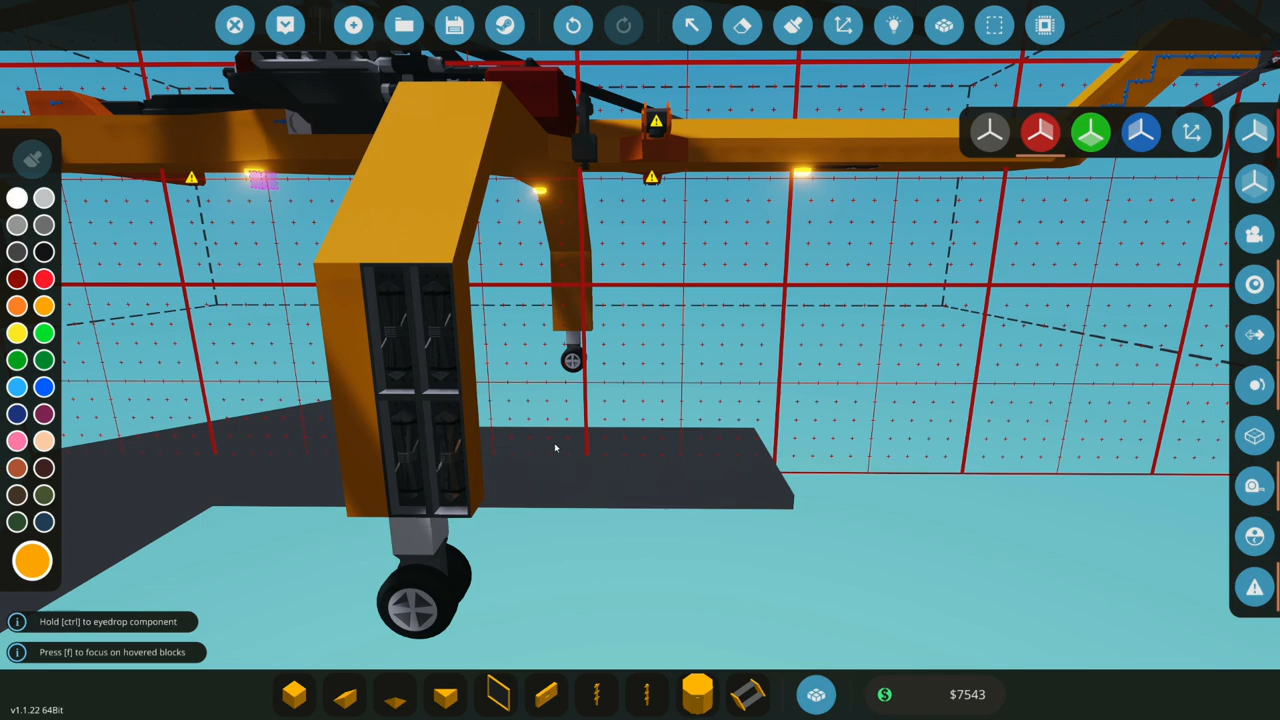 Hold [ctrl] to eyedrop component
Press [f] to focus on hovered blocks
$7543
v1.1.22 64Bit